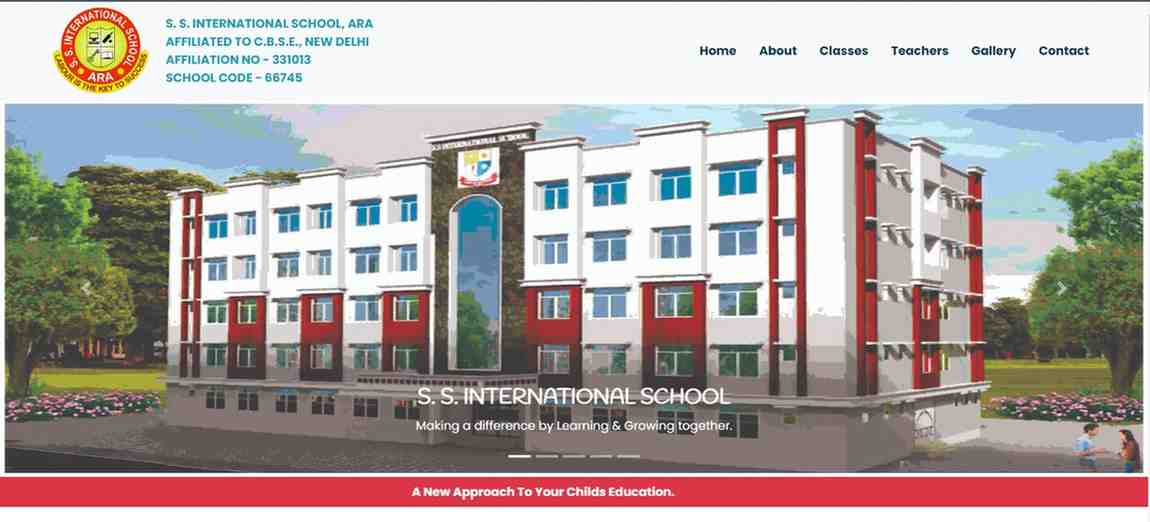 S. S. INTERNATIONAL SCHOOL
ARA
LABOUR IS THE KEY TO SUCCESS
S. S. INTERNATIONAL SCHOOL, ARA
AFFILIATED TO C.B.S.E., NEW DELHI
AFFILIATION NO - 331013
SCHOOL CODE - 66745
Home About Classes Teachers Gallery Contact
S.S INTERNATIONAL SCHOOL
S. S. INTERNATIONAL SCHOOL
Making a difference by Learning & Growing together.
A New Approach To Your Childs Education.